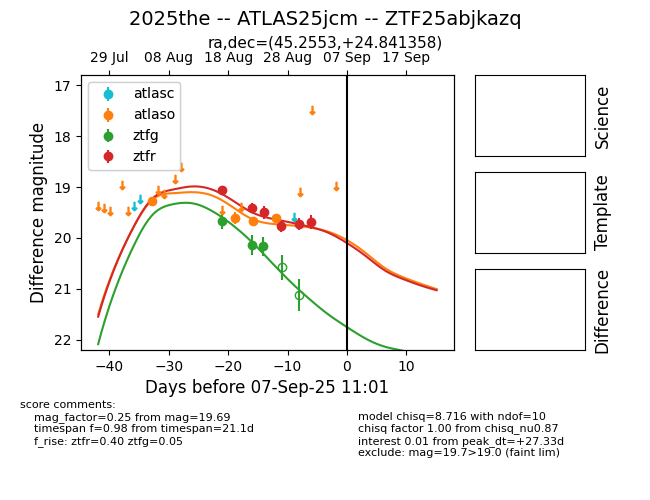 2025the -- ATLAS25jcm -- ZTF25abjkazq
ra,dec=(45.2553,+24.841358)
29 Jul 08 Aug 18 Aug 28 Aug 07 Sep 17 Sep
atlasc
atlaso
ztfg
ztfr
17
18
19
20
21
22
Difference magnitude
−40 −30 −20 −10 0 10
Days before 07-Sep-25 11:01
Science
Template
Difference
score comments:
mag_factor=0.25 from mag=19.69
timespan f=0.98 from timespan=21.1d
f_rise: ztfr=0.40 ztfg=0.05
model chisq=8.716 with ndof=10
chisq factor 1.00 from chisq_nu0.87
interest 0.01 from peak_dt=+27.33d
exclude: mag=19.7>19.0 (faint lim)